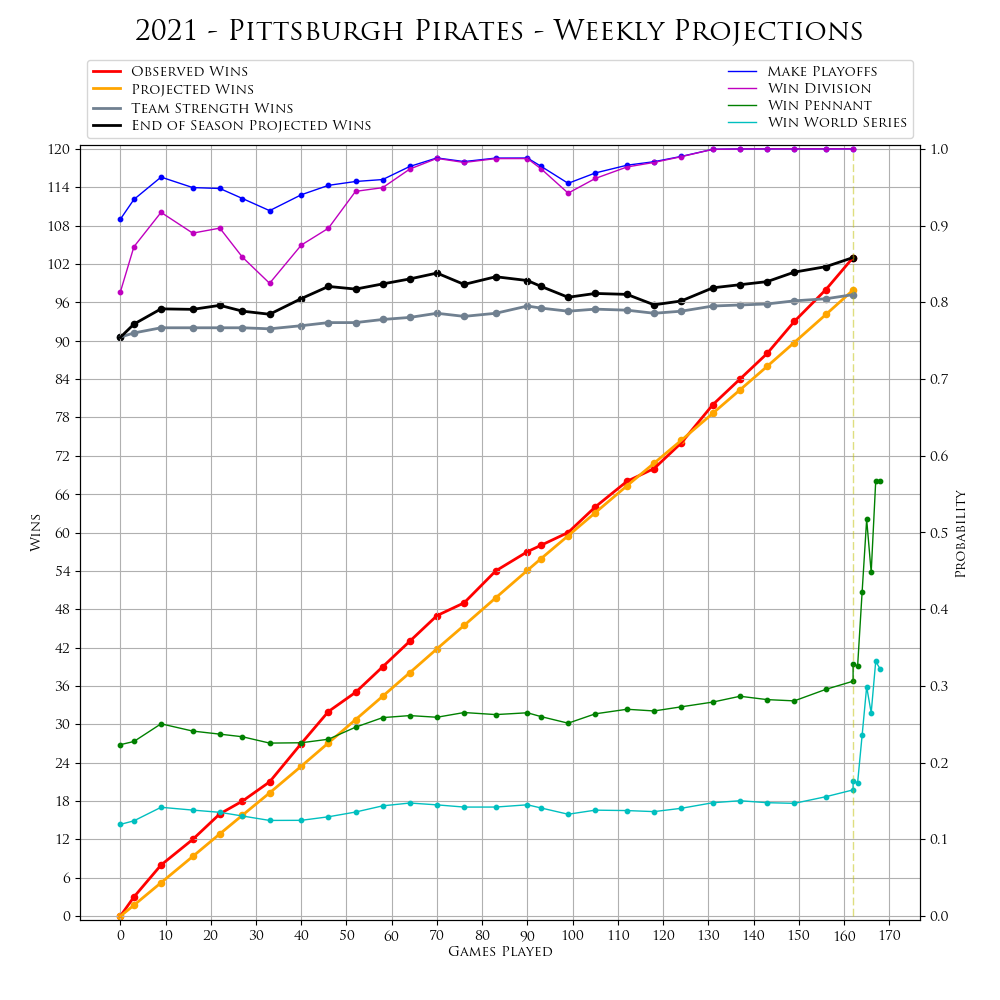 2021 - Pittsburgh Pirates - Weekly Projections
Observed Wins
Projected Wins
Team Strength Wins
End of Season Projected Wins
Make Playoffs
Win Division
Win Pennant
Win World Series
120
114
108
102
96
90
84
78
72
66
60
54
48
42
36
30
24
18
12
6
0
Wins
1.0
0.9
0.8
0.7
0.6
0.5
0.4
0.3
0.2
0.1
0.0
Probability
0 10 20 30 40 50 60 70 80 90 100 110 120 130 140 150 160 170
Games Played